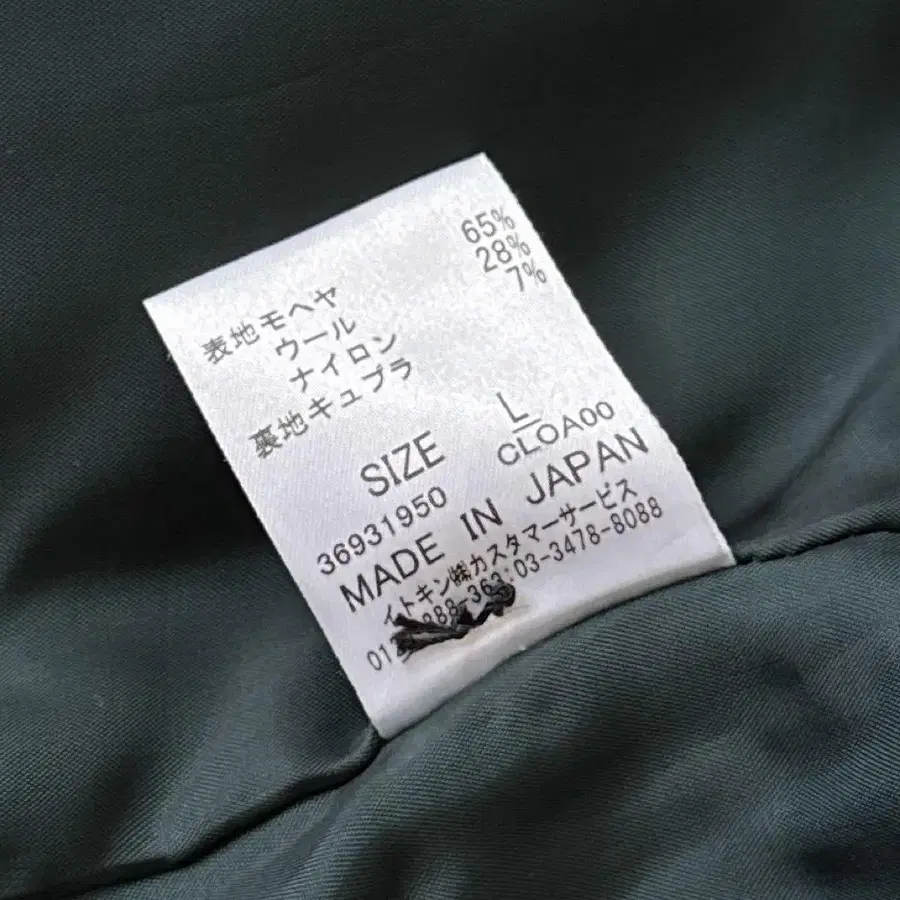 表地モヘヤ 65%
ウール 28%
ナイロン 7%
裏地キュプラ
SIZE L
36931950 CLOA00
MADE IN JAPAN
イトキン㈱カスタマーサービス
888-363:03-3478-8088